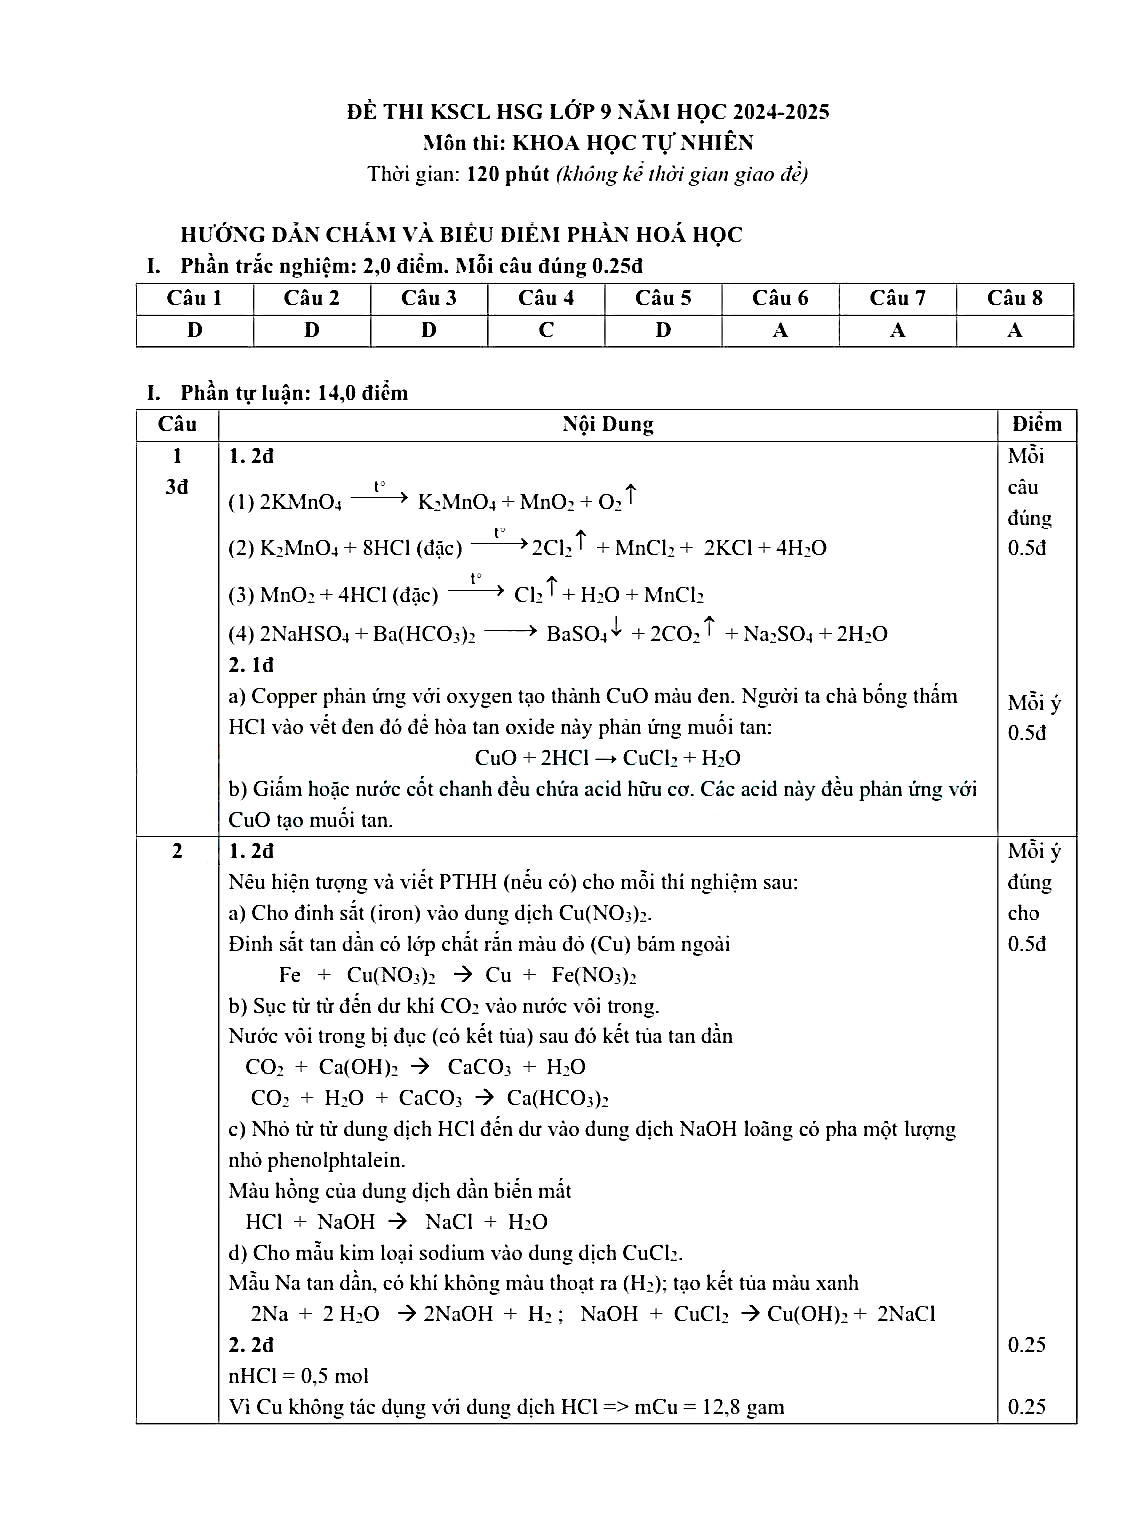 ĐỀ THI KSCL HSG LỚP 9 NĂM HỌC 2024-2025
Môn thi: KHOA HỌC TỰ NHIÊN
Thời gian: 120 phút (không kể thời gian giao đề)
HƯỚNG DẪN CHẤM VÀ BIỂU ĐIỂM PHẦN HOÁ HỌC
I. Phần trắc nghiệm: 2,0 điểm. Mỗi câu đúng 0.25đ
Câu 1 Câu 2 Câu 3 Câu 4 Câu 5 Câu 6 Câu 7 Câu 8
D D D C D A A A
I. Phần tự luận: 14,0 điểm
Câu Nội Dung Điểm
1 1. 2đ Mỗi
3đ câu
(1) 2KMnO₄ —t°→ K₂MnO₄ + MnO₂ + O₂↑
đúng
(2) K₂MnO₄ + 8HCl (đặc) —t°→ 2Cl₂↑ + MnCl₂ + 2KCl + 4H₂O 0.5đ
(3) MnO₂ + 4HCl (đặc) —t°→ Cl₂↑ + H₂O + MnCl₂
(4) 2NaHSO₄ + Ba(HCO₃)₂ ⟶ BaSO₄↓ + 2CO₂↑ + Na₂SO₄ + 2H₂O
2. 1đ
a) Copper phản ứng với oxygen tạo thành CuO màu đen. Người ta chà bống thấm Mỗi ý
HCl vào vết đen đó để hòa tan oxide này phản ứng muối tan: 0.5đ
CuO + 2HCl → CuCl₂ + H₂O
b) Giấm hoặc nước cốt chanh đều chứa acid hữu cơ. Các acid này đều phản ứng với
CuO tạo muối tan.
2 1. 2đ Mỗi ý
Nêu hiện tượng và viết PTHH (nếu có) cho mỗi thí nghiệm sau: đúng
a) Cho đinh sắt (iron) vào dung dịch Cu(NO₃)₂. cho
Đinh sắt tan dần có lớp chất rắn màu đỏ (Cu) bám ngoài 0.5đ
Fe + Cu(NO₃)₂ → Cu + Fe(NO₃)₂
b) Sục từ từ đến dư khí CO₂ vào nước vôi trong.
Nước vôi trong bị đục (có kết tủa) sau đó kết tủa tan dần
CO₂ + Ca(OH)₂ → CaCO₃ + H₂O
CO₂ + H₂O + CaCO₃ → Ca(HCO₃)₂
c) Nhỏ từ từ dung dịch HCl đến dư vào dung dịch NaOH loãng có pha một lượng
nhỏ phenolphtalein.
Màu hồng của dung dịch dần biến mất
HCl + NaOH → NaCl + H₂O
d) Cho mẫu kim loại sodium vào dung dịch CuCl₂.
Mẫu Na tan dần, có khí không màu thoạt ra (H₂); tạo kết tủa màu xanh
2Na + 2 H₂O → 2NaOH + H₂ ; NaOH + CuCl₂ → Cu(OH)₂ + 2NaCl
2. 2đ 0.25
nHCl = 0,5 mol
Vì Cu không tác dụng với dung dịch HCl => mCu = 12,8 gam 0.25